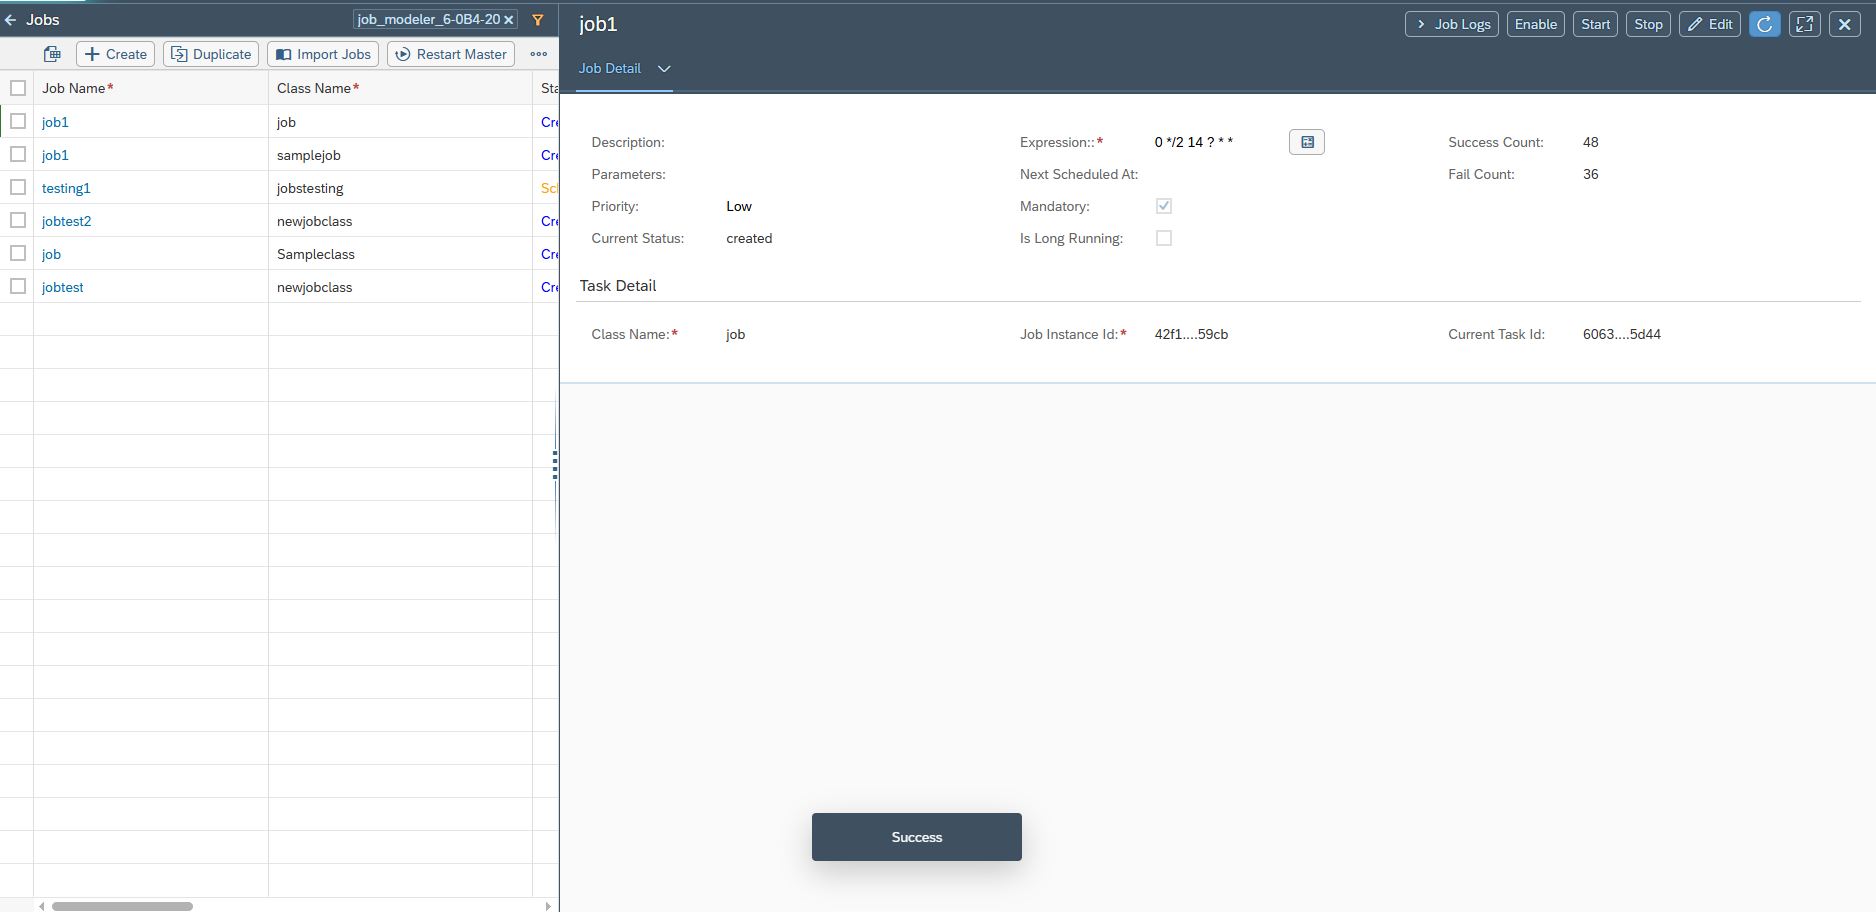 Jobs
job_modeler_6-0B4-20
Create
Duplicate
Import Jobs
Restart Master
Job Name*
Class Name*
Sta
job1
job
Cre
job1
samplejob
Cre
testing1
jobstesting
Sch
jobtest2
newjobclass
Cre
job
Sampleclass
Cre
jobtest
newjobclass
Cre
job1
Job Logs
Enable
Start
Stop
Edit
Job Detail
Description:
Parameters:
Priority:
Low
Current Status:
created
Expression::*
0 */2 14 ? * *
Next Scheduled At:
Mandatory:
Is Long Running:
Success Count:
48
Fail Count:
36
Task Detail
Class Name:*
job
Job Instance Id:*
42f1....59cb
Current Task Id:
6063....5d44
Success